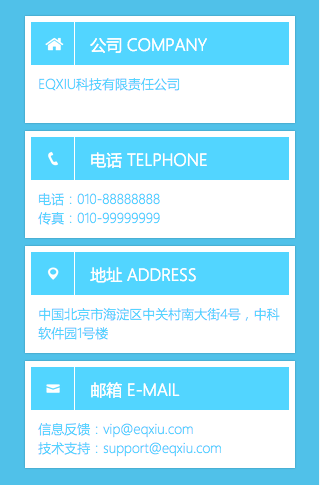 公司 COMPANY
EQXIU科技有限责任公司
电话 TELPHONE
电话：010-88888888
传真：010-99999999
地址 ADDRESS
中国北京市海淀区中关村南大街4号，中科
软件园1号楼
邮箱 E-MAIL
信息反馈：vip@eqxiu.com
技术支持：support@eqxiu.com